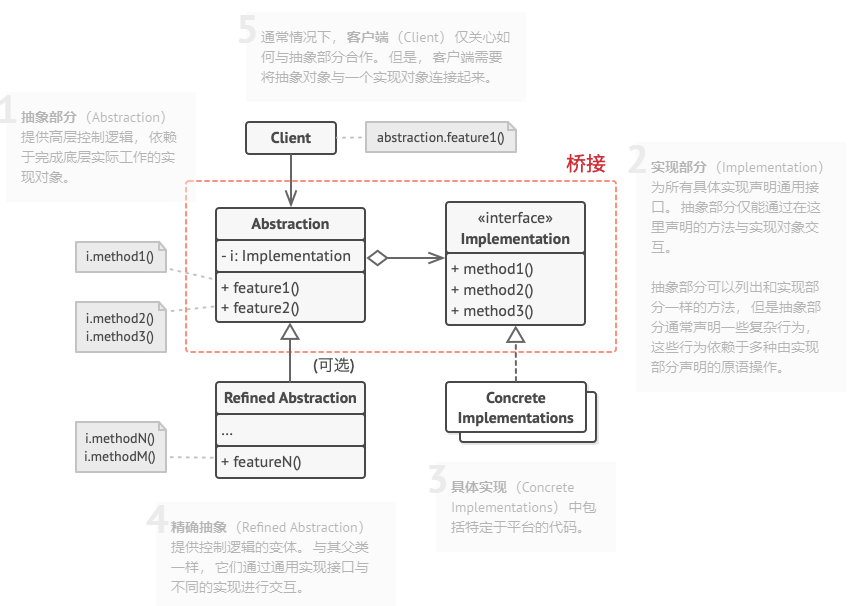 5
通常情况下， 客户端 （Client） 仅关心如
何与抽象部分合作。 但是， 客户端需要
将抽象对象与一个实现对象连接起来。
1
抽象部分 （Abstraction）
提供高层控制逻辑， 依赖
于完成底层实际工作的实
现对象。
Client
abstraction.feature1()
桥接
2
实现部分 （Implementation）
为所有具体实现声明通用接
口。 抽象部分仅能通过在这
里声明的方法与实现对象交
互。
抽象部分可以列出和实现部
分一样的方法， 但是抽象部
分通常声明一些复杂行为，
这些行为依赖于多种由实现
部分声明的原语操作。
Abstraction
- i: Implementation
+ feature1()
+ feature2()
«interface»
Implementation
+ method1()
+ method2()
+ method3()
i.method1()
i.method2()
i.method3()
(可选)
Refined Abstraction
...
+ featureN()
Concrete
Implementations
i.methodN()
i.methodM()
3
具体实现 （Concrete
Implementations） 中包
括特定于平台的代码。
4
精确抽象 （Refined Abstraction）
提供控制逻辑的变体。 与其父类
一样， 它们通过通用实现接口与
不同的实现进行交互。